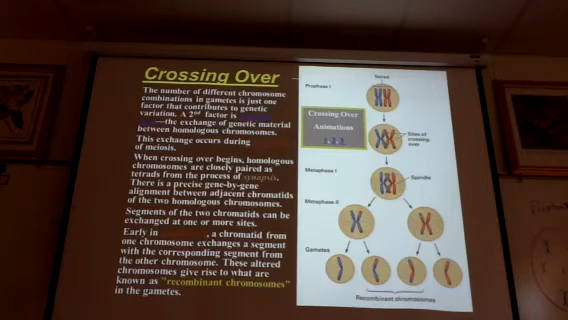 Crossing Over
The number of different chromosome
combinations in gametes is just one
factor that contributes to genetic
variation. A 2nd factor is
—the exchange of genetic material
between homologous chromosomes.
This exchange occurs during
of meiosis.
When crossing over begins, homologous
chromosomes are closely paired as
tetrads from the process of synapsis.
There is a precise gene-by-gene
alignment between adjacent chromatids
of the two homologous chromosomes.
Segments of the two chromatids can be
exchanged at one or more sites.
Early in , a chromatid from
one chromosome exchanges a segment
with the corresponding segment from
the other chromosome. These altered
chromosomes give rise to what are
known as "recombinant chromosomes"
in the gametes.
Tetrad
Prophase I
Crossing Over
Animations
1 2 3
Sites of
crossing
over
Metaphase I
Spindle
Metaphase II
Gametes
Recombinant chromosomes